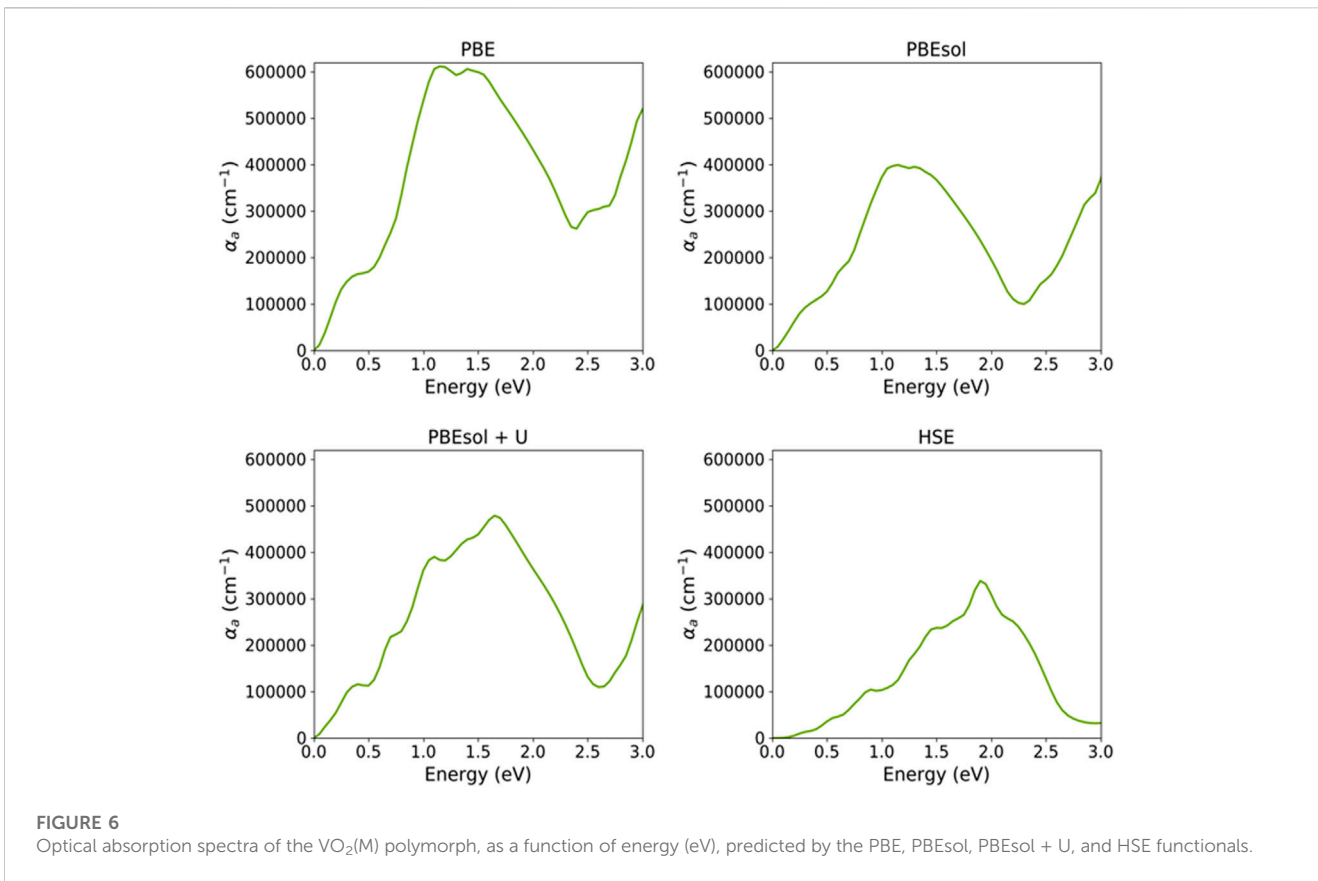 PBE
600000
500000
400000
300000
200000
100000
0
αₐ (cm⁻¹)
0.0 0.5 1.0 1.5 2.0 2.5 3.0
Energy (eV)
PBEsol
600000
500000
400000
300000
200000
100000
0
αₐ (cm⁻¹)
0.0 0.5 1.0 1.5 2.0 2.5 3.0
Energy (eV)
PBEsol + U
600000
500000
400000
300000
200000
100000
0
αₐ (cm⁻¹)
0.0 0.5 1.0 1.5 2.0 2.5 3.0
Energy (eV)
HSE
600000
500000
400000
300000
200000
100000
0
αₐ (cm⁻¹)
0.0 0.5 1.0 1.5 2.0 2.5 3.0
Energy (eV)
FIGURE 6
Optical absorption spectra of the VO₂(M) polymorph, as a function of energy (eV), predicted by the PBE, PBEsol, PBEsol + U, and HSE functionals.